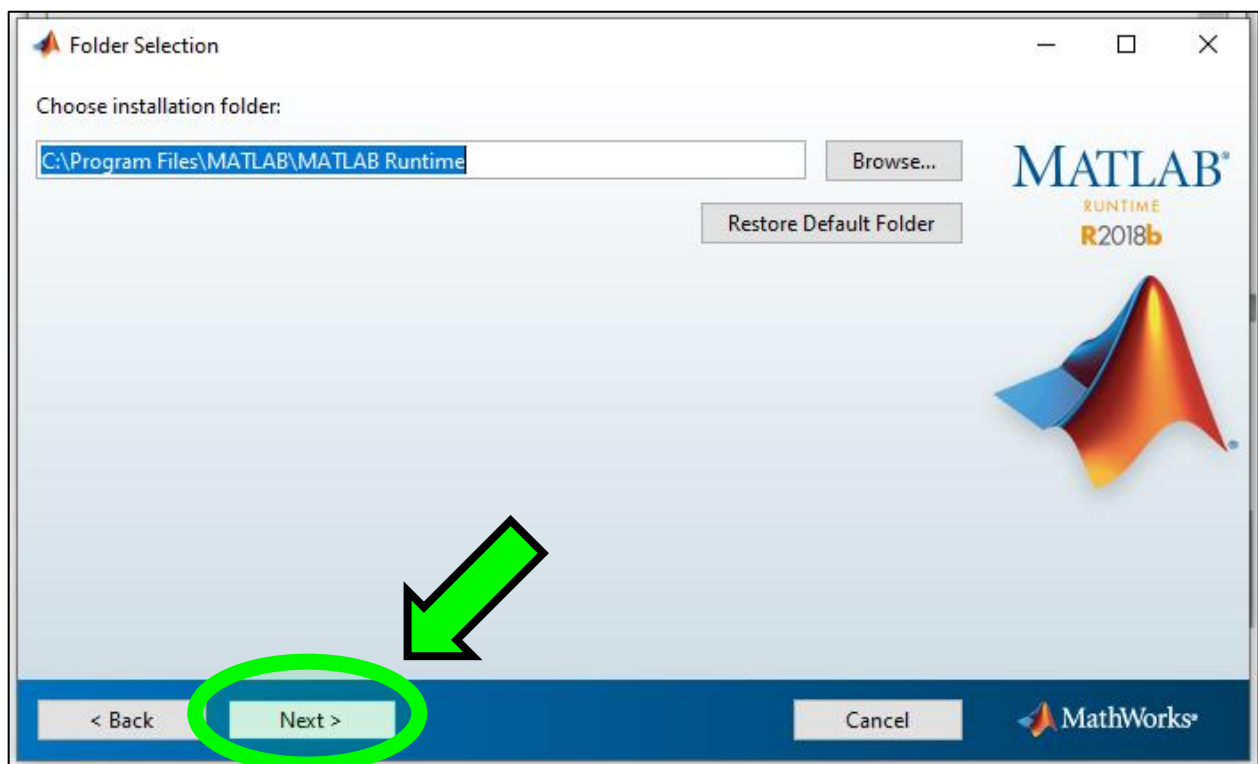 Folder Selection
Choose installation folder:
C:\Program Files\MATLAB\MATLAB Runtime
Browse...
Restore Default Folder
MATLAB®
RUNTIME
R2018b
®
< Back
Next >
Cancel
MathWorks®